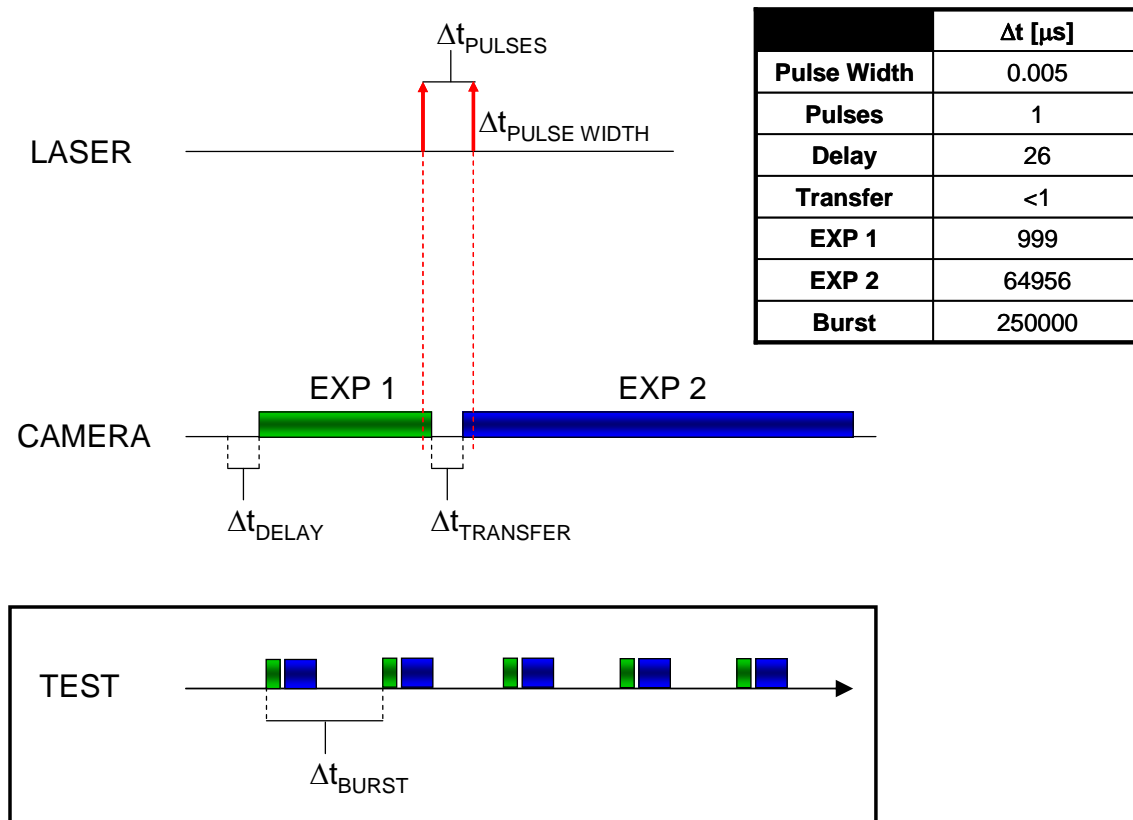 Δt_PULSES
Δt_PULSE WIDTH
LASER
Δt [μs]
Pulse Width 0.005
Pulses 1
Delay 26
Transfer <1
EXP 1 999
EXP 2 64956
Burst 250000
EXP 1 EXP 2
CAMERA
Δt_DELAY Δt_TRANSFER
TEST
Δt_BURST